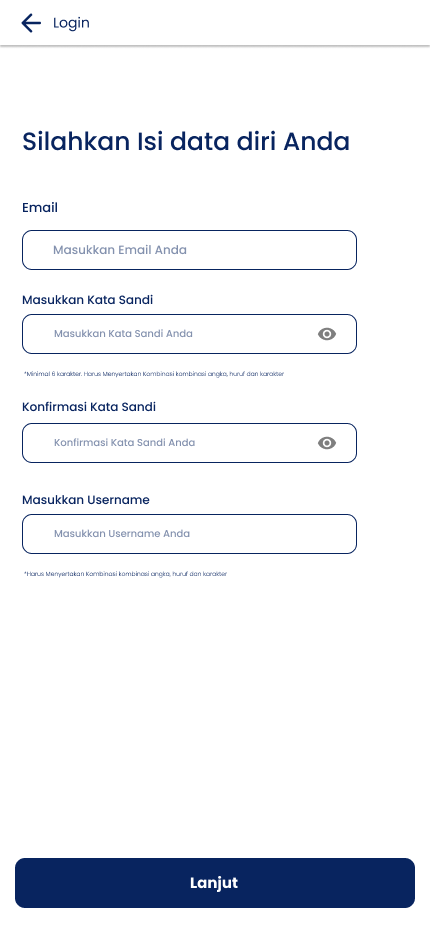 Login
Silahkan Isi data diri Anda
Email
Masukkan Email Anda
Masukkan Kata Sandi
Masukkan Kata Sandi Anda
*Minimal 6 karakter. Harus Menyertakan Kombinasi kombinasi angka, huruf dan karakter
Konfirmasi Kata Sandi
Konfirmasi Kata Sandi Anda
Masukkan Username
Masukkan Username Anda
*Harus Menyertakan Kombinasi kombinasi angka, huruf dan karakter
Lanjut